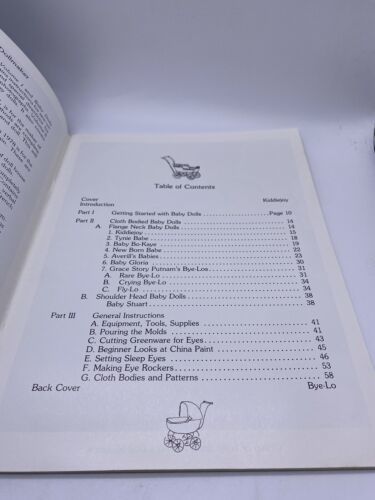 Dollmaker
Table of Contents
Cover Kiddiejoy
Introduction
Part I Getting Started with Baby Dolls Page 10
Part II Cloth Bodied Baby Dolls 14
A. Flange Neck Baby Dolls 14
1. Kiddiejoy 15
2. Tynie Babe 18
3. Baby Bo-Kaye 19
4. New Born Babe 22
5. Averill's Babies 23
6. Baby Gloria 30
7. Grace Story Putnam's Bye-Los 31
A. Rare Bye-Lo 31
B. Crying Bye-Lo 34
C. Fly-Lo 34
B. Shoulder Head Baby Dolls 38
Baby Stuart 38
Part III General Instructions
A. Equipment, Tools, Supplies 41
B. Pouring the Molds 41
C. Cutting Greenware for Eyes 43
D. Beginner Looks at China Paint 45
E. Setting Sleep Eyes 46
F. Making Eye Rockers 53
G. Cloth Bodies and Patterns 58
Back Cover Bye-Lo